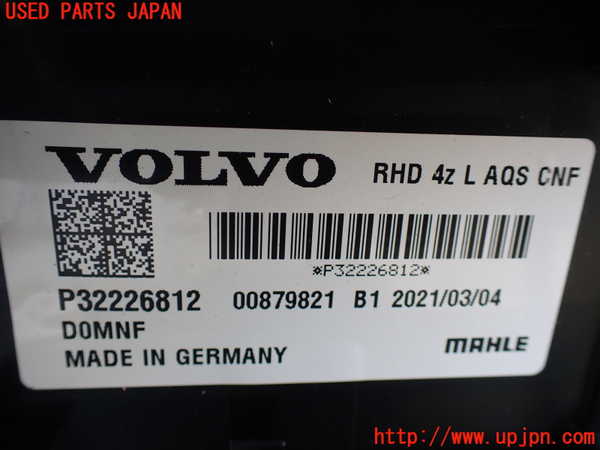 USED PARTS JAPAN
VOLVO RHD 4z L AQS CNF
*P32226812*
P32226812 00879821 B1 2021/03/04
D0MNF
MADE IN GERMANY MAHLE
http://www.upjpn.com/